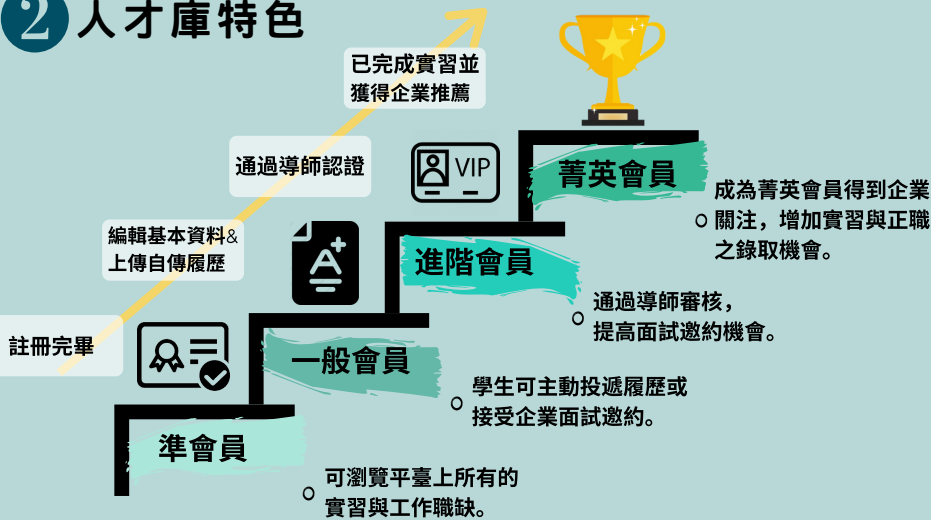 2 人才庫特色
已完成實習並
獲得企業推薦
通過導師認證
VIP
菁英會員
成為菁英會員得到企業
關注，增加實習與正職
之錄取機會。
編輯基本資料&
上傳自傳履歷
A+
進階會員
通過導師審核，
提高面試邀約機會。
註冊完畢
一般會員
學生可主動投遞履歷或
接受企業面試邀約。
準會員
可瀏覽平臺上所有的
實習與工作職缺。